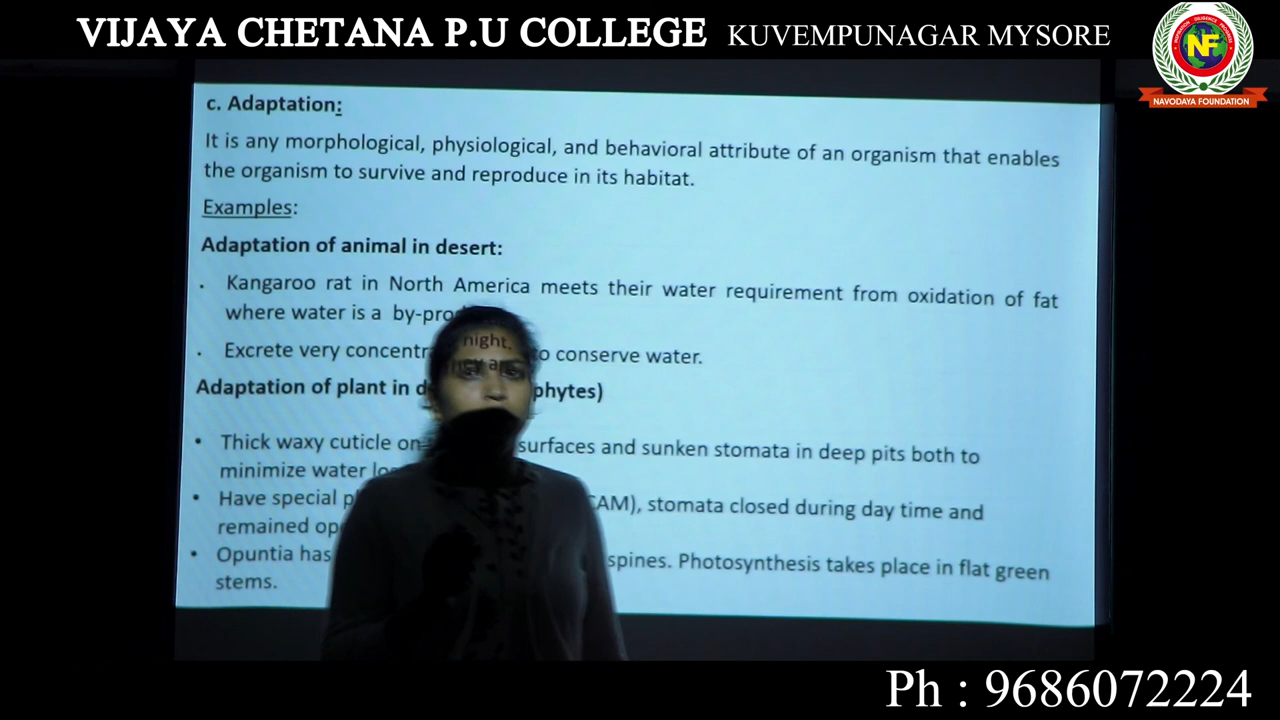 VIJAYA CHETANA P.U COLLEGE KUVEMPUNAGAR MYSORE
NF
NAVODAYA FOUNDATION
c. Adaptation:
It is any morphological, physiological, and behavioral attribute of an organism that enables
the organism to survive and reproduce in its habitat.
Examples:
Adaptation of animal in desert:
. Kangaroo rat in North America meets their water requirement from oxidation of fat
where water is a by-pro
night.
. Excrete very concentr to conserve water.
Adaptation of plant in d phytes)
• Thick waxy cuticle on surfaces and sunken stomata in deep pits both to
minimize water lo
• Have special p CAM), stomata closed during day time and
remained op
• Opuntia has spines. Photosynthesis takes place in flat green
stems.
Ph : 9686072224